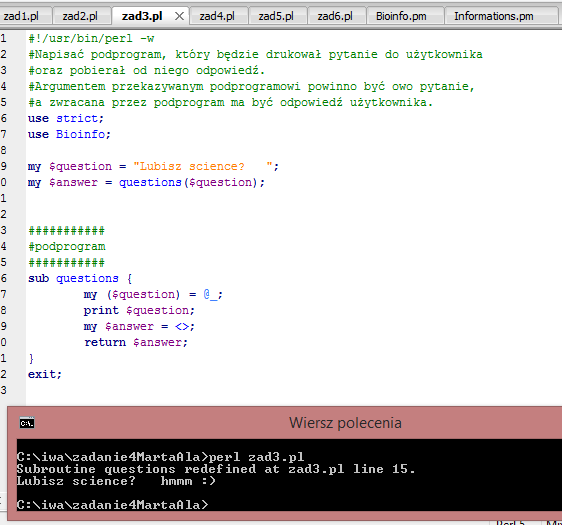 zad1.pl zad2.pl zad3.pl zad4.pl zad5.pl zad6.pl Bioinfo.pm Informations.pm
1 #!/usr/bin/perl -w
2 #Napisać podprogram, który będzie drukował pytanie do użytkownika
3 #oraz pobierał od niego odpowiedź.
4 #Argumentem przekazywanym podprogramowi powinno być owo pytanie,
5 #a zwracana przez podprogram ma być odpowiedź użytkownika.
6 use strict;
7 use Bioinfo;
8
9 my $question = "Lubisz science?   ";
0 my $answer = questions($question);
1
2
3 ###########
4 #podprogram
5 ###########
6 sub questions {
7 my ($question) = @_;
8 print $question;
9 my $answer = <>;
0 return $answer;
1 }
2 exit;
3
C:\. Wiersz polecenia
C:\iwa\zadanie4MartaAla>perl zad3.pl
Subroutine questions redefined at zad3.pl line 15.
Lubisz science?   hmmm :)
C:\iwa\zadanie4MartaAla>